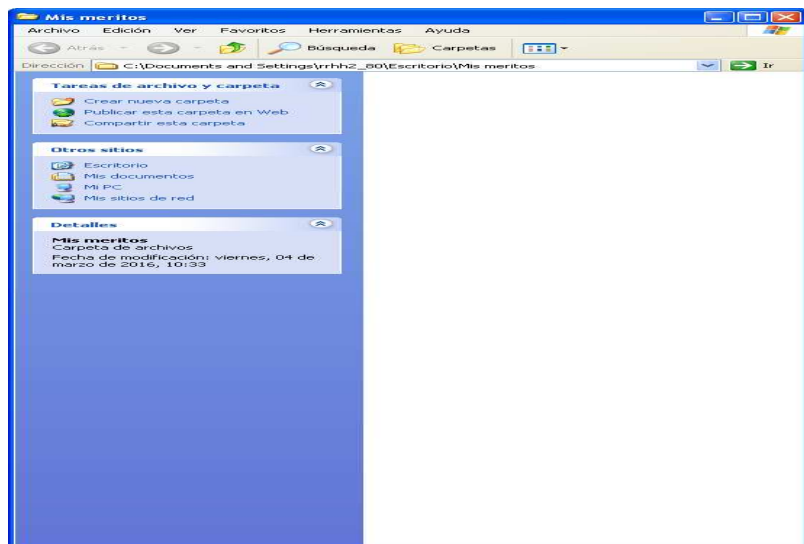 Mis meritos
Archivo Edición Ver Favoritos Herramientas Ayuda
Atrás Búsqueda Carpetas
Dirección C:\Documents and Settings\rrhh2_80\Escritorio\Mis meritos Ir
Tareas de archivo y carpeta
Crear nueva carpeta
Publicar esta carpeta en Web
Compartir esta carpeta
Otros sitios
Escritorio
Mis documentos
Mi PC
Mis sitios de red
Detalles
Mis meritos
Carpeta de archivos
Fecha de modificación: viernes, 04 de
marzo de 2016, 10:33